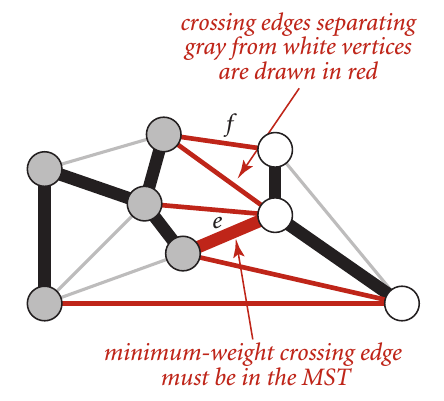 crossing edges separating
gray from white vertices
are drawn in red
f
e
minimum-weight crossing edge
must be in the MST